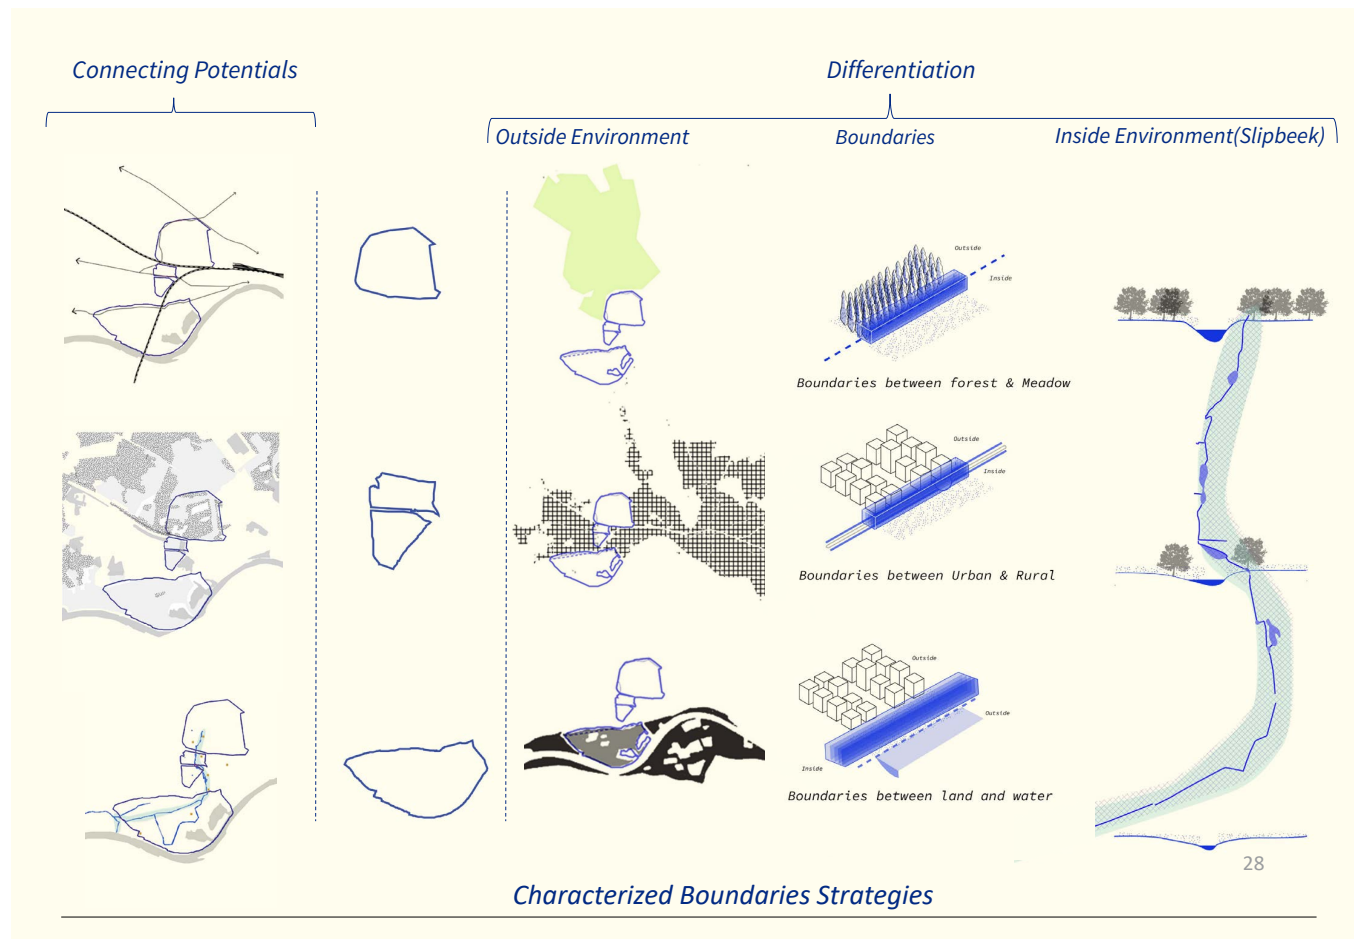 Connecting Potentials
Differentiation
Outside Environment
Boundaries
Inside Environment(Slipbeek)
Outside
Inside
Boundaries between forest & Meadow
Outside
Inside
Boundaries between Urban & Rural
Outside
Outside
Inside
Boundaries between land and water
28
Characterized Boundaries Strategies